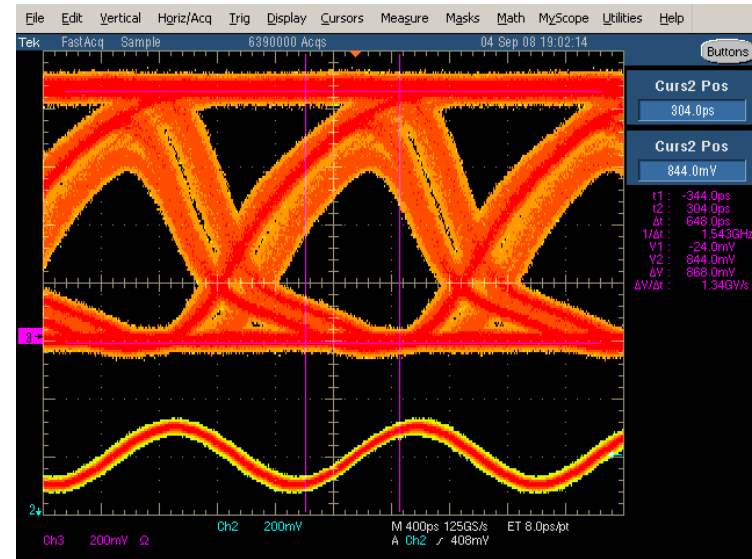 File Edit Vertical Horiz/Acq Trig Display Cursors Measure Masks Math MyScope Utilities Help
Tek FastAcq Sample 6390000 Acqs 04 Sep 08 19:02:14
Buttons
Curs2 Pos
304.0ps
Curs2 Pos
844.0mV
t1: -344.0ps
t2: 304.0ps
Δt: 648.0ps
1/Δt: 1.543GHz
V1: -24.0mV
V2: 844.0mV
ΔV: 868.0mV
ΔV/Δt: 1.34GV/s
3
2
Ch2 200mV M 400ps 125GS/s ET 8.0ps/pt
Ch3 200mV Ω A Ch2 ∕ 408mV